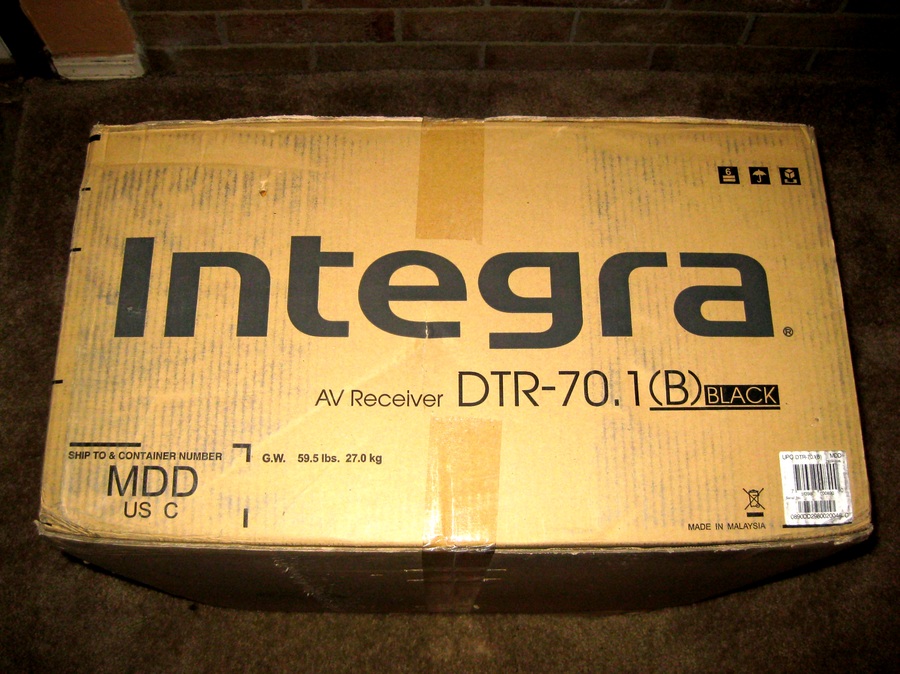 6
Integra®
AV Receiver DTR-70.1(B) BLACK
SHIP TO & CONTAINER NUMBER
MDD
US C
G.W. 59.5 lbs. 27.0 kg
MADE IN MALAYSIA